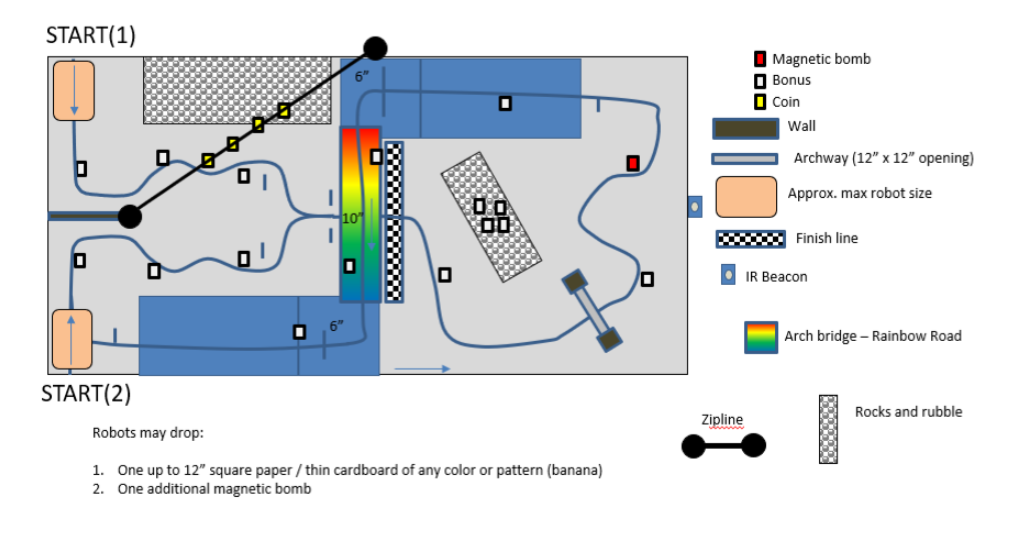 START(1)
6"
10"
6"
START(2)
Magnetic bomb
Bonus
Coin
Wall
Archway (12" x 12" opening)
Approx. max robot size
Finish line
IR Beacon
Arch bridge – Rainbow Road
Zipline
Rocks and rubble
Robots may drop:
1. One up to 12" square paper / thin cardboard of any color or pattern (banana)
2. One additional magnetic bomb